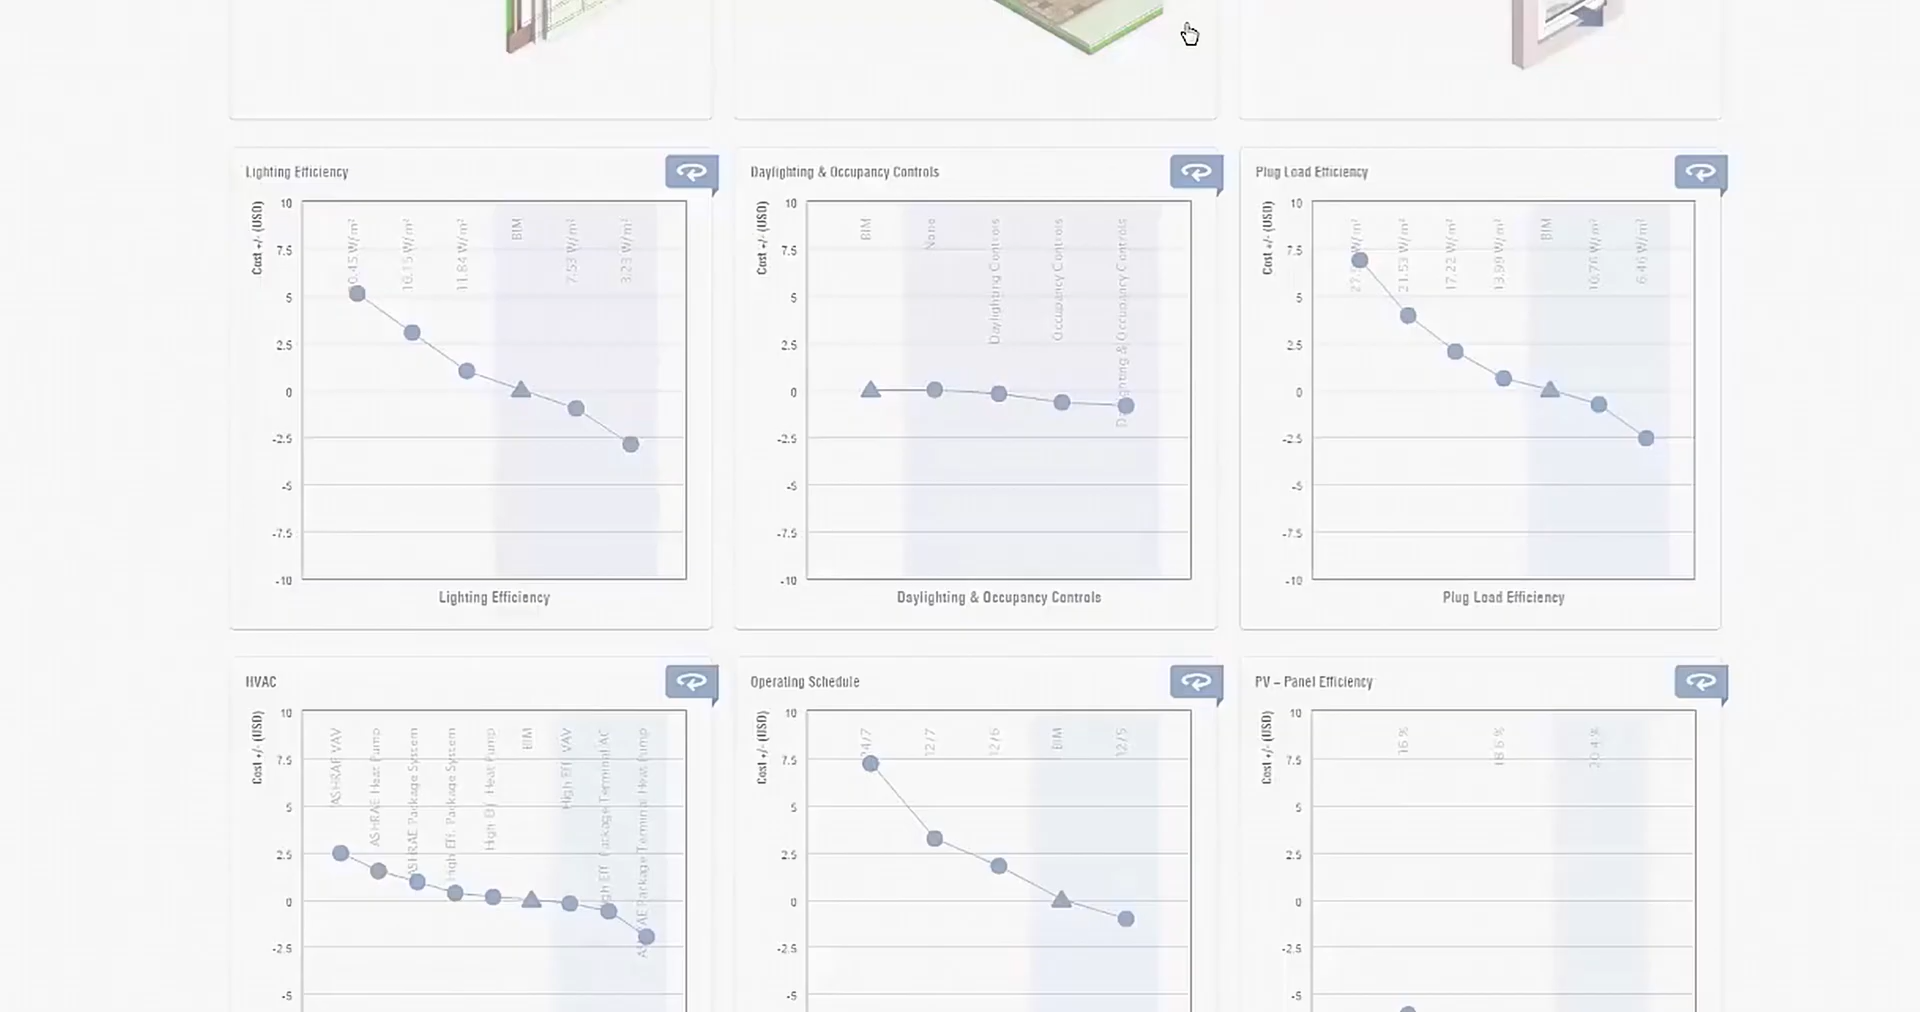 Lighting Efficiency
Cost +/- (USD)
10
7.5
5
2.5
0
-2.5
-5
-7.5
-10
16.15 W/m²
11.84 W/m²
BIM
7.53 W/m²
3.23 W/m²
Lighting Efficiency
Daylighting & Occupancy Controls
Cost +/- (USD)
10
7.5
5
2.5
0
-2.5
-5
-7.5
-10
BIM
None
Daylighting Controls
Occupancy Controls
Daylighting & Occupancy Controls
Daylighting & Occupancy Controls
Plug Load Efficiency
Cost +/- (USD)
10
7.5
5
2.5
0
-2.5
-5
-7.5
-10
21.53 W/m²
17.22 W/m²
13.99 W/m²
BIM
10.76 W/m²
6.46 W/m²
Plug Load Efficiency
HVAC
Cost +/- (USD)
10
7.5
5
2.5
0
-2.5
-5
ASHRAE VAV
ASHRAE Heat Pump
ASHRAE Package System
High Eff. Package System
High Eff. Heat Pump
BIM
High Eff. VAV
High Eff. Package Terminal AC
ASHRAE Package Terminal Heat Pump
Operating Schedule
Cost +/- (USD)
10
7.5
5
2.5
0
-2.5
-5
24/7
12/7
12/6
BIM
12/5
PV – Panel Efficiency
Cost +/- (USD)
10
7.5
5
2.5
0
-2.5
-5
16 %
18.6 %
20.4 %